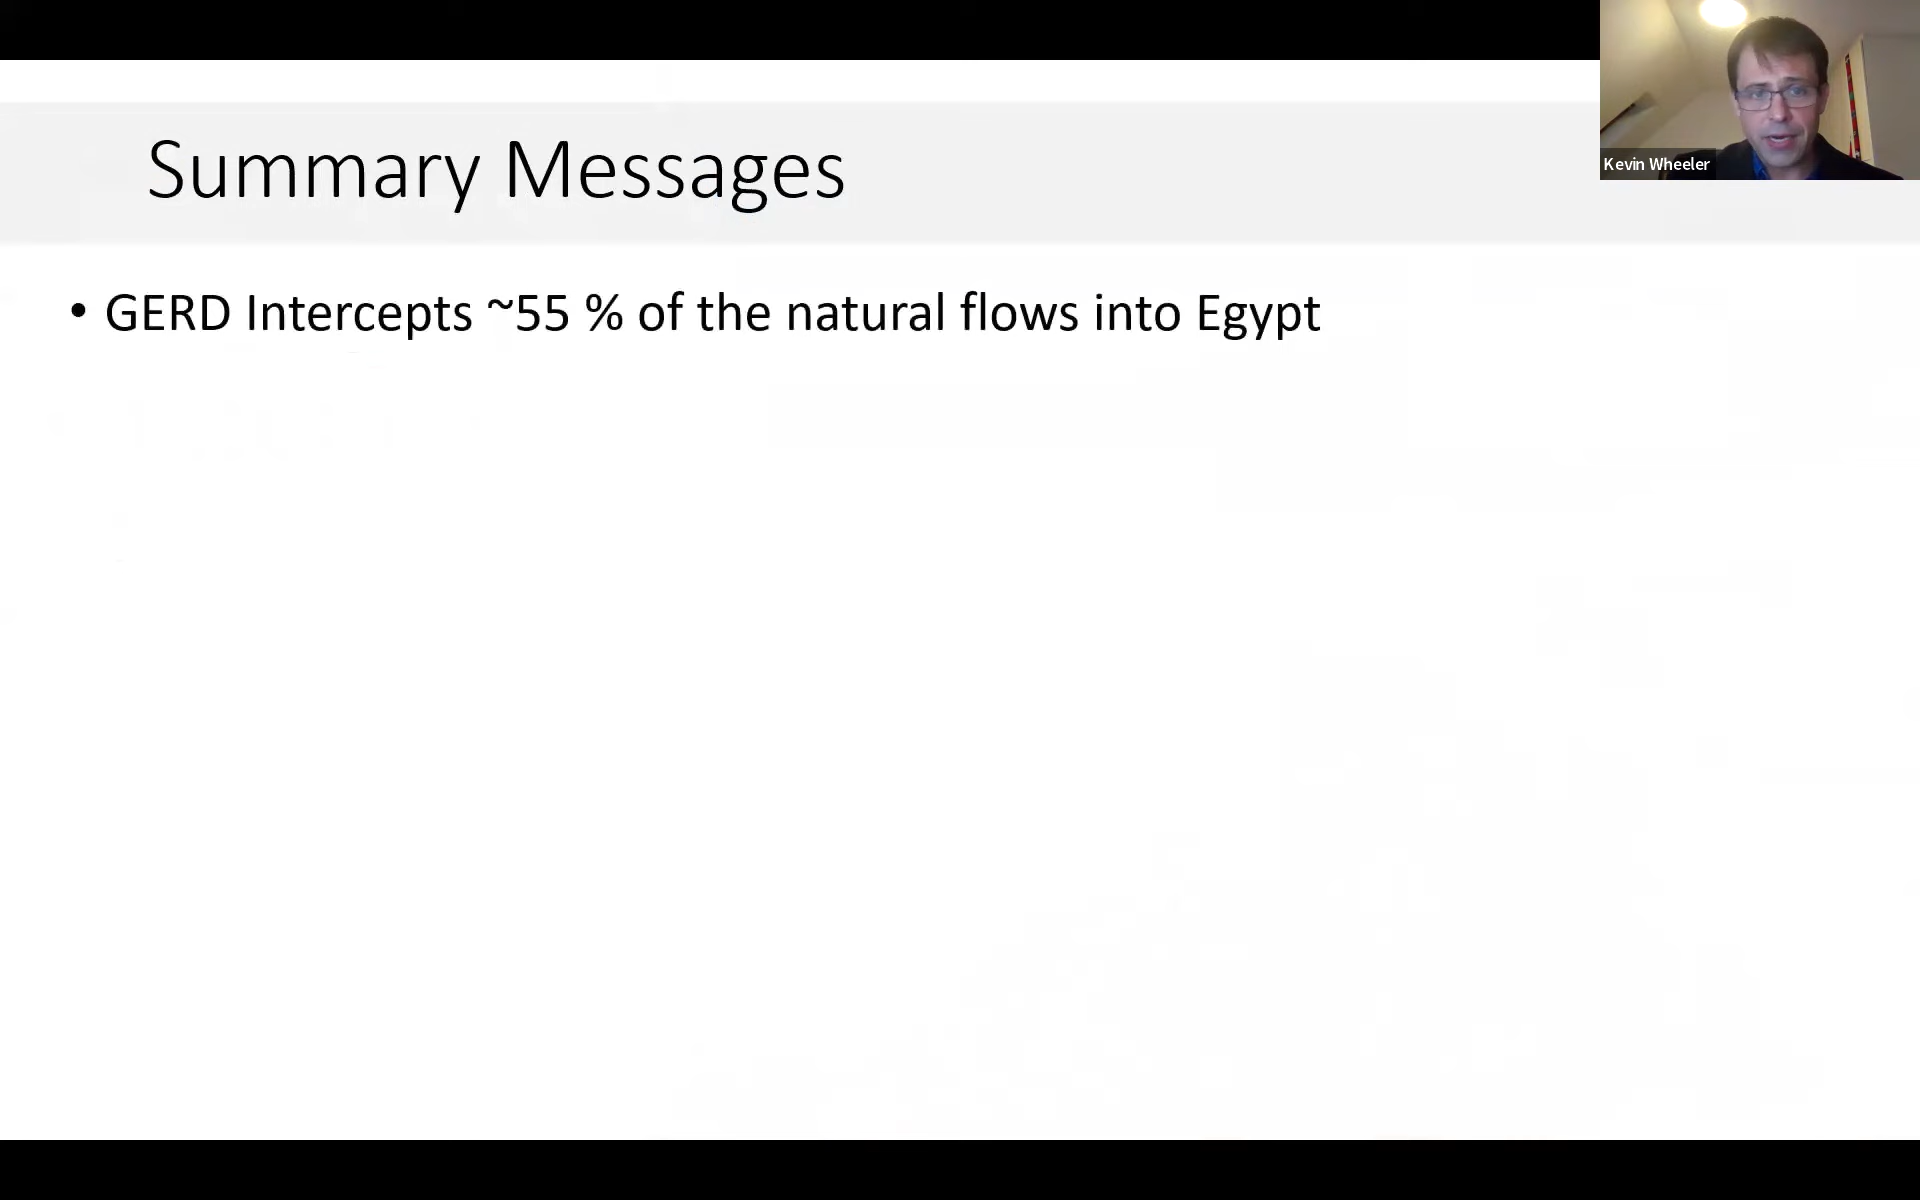 Summary Messages
Kevin Wheeler
• GERD Intercepts ~55 % of the natural flows into Egypt